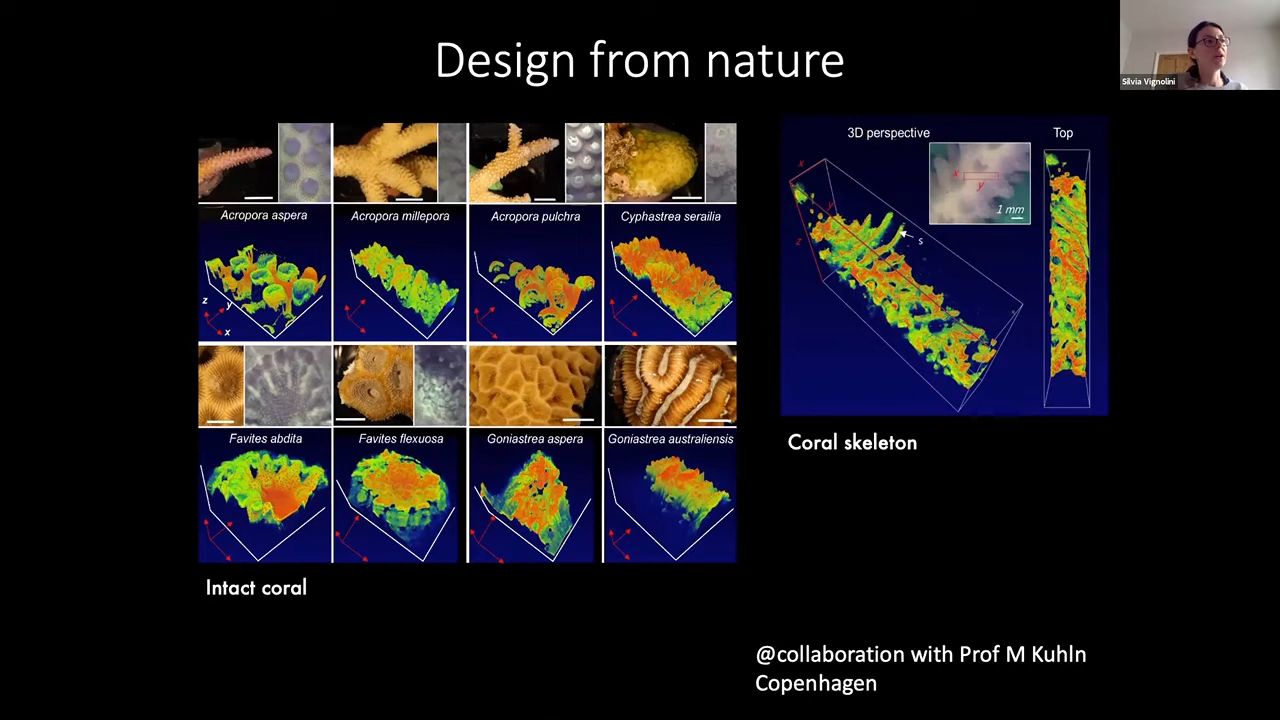 Design from nature
Silvia Vignolini
Acropora aspera
Acropora millepora
Acropora pulchra
Cyphastrea serailia
z
y
x
Favites abdita
Favites flexuosa
Goniastrea aspera
Goniastrea australiensis
Intact coral
3D perspective
Top
x
y
z
x
y
1 mm
s
Coral skeleton
@collaboration with Prof M Kuhln
Copenhagen